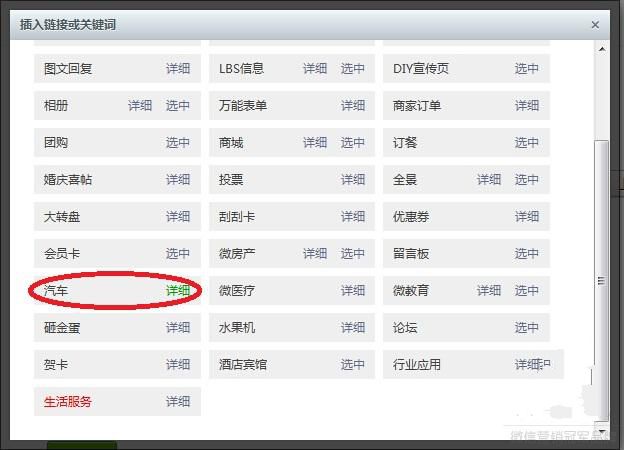 插入链接或关键词 ×
图文回复 详细 LBS信息 详细 选中 DIY宣传页 选中
相册 详细 选中 万能表单 详细 商家订单 详细
团购 选中 商城 详细 选中 订餐 选中
婚庆喜帖 详细 投票 详细 全景 详细 选中
大转盘 详细 刮刮卡 详细 优惠券 详细
会员卡 选中 微房产 详细 选中 留言板 选中
汽车 详细 微医疗 详细 微教育 详细 选中
砸金蛋 详细 水果机 详细 论坛 选中
贺卡 详细 酒店宾馆 选中 行业应用 详细
生活服务 详细
微信营销冠军品